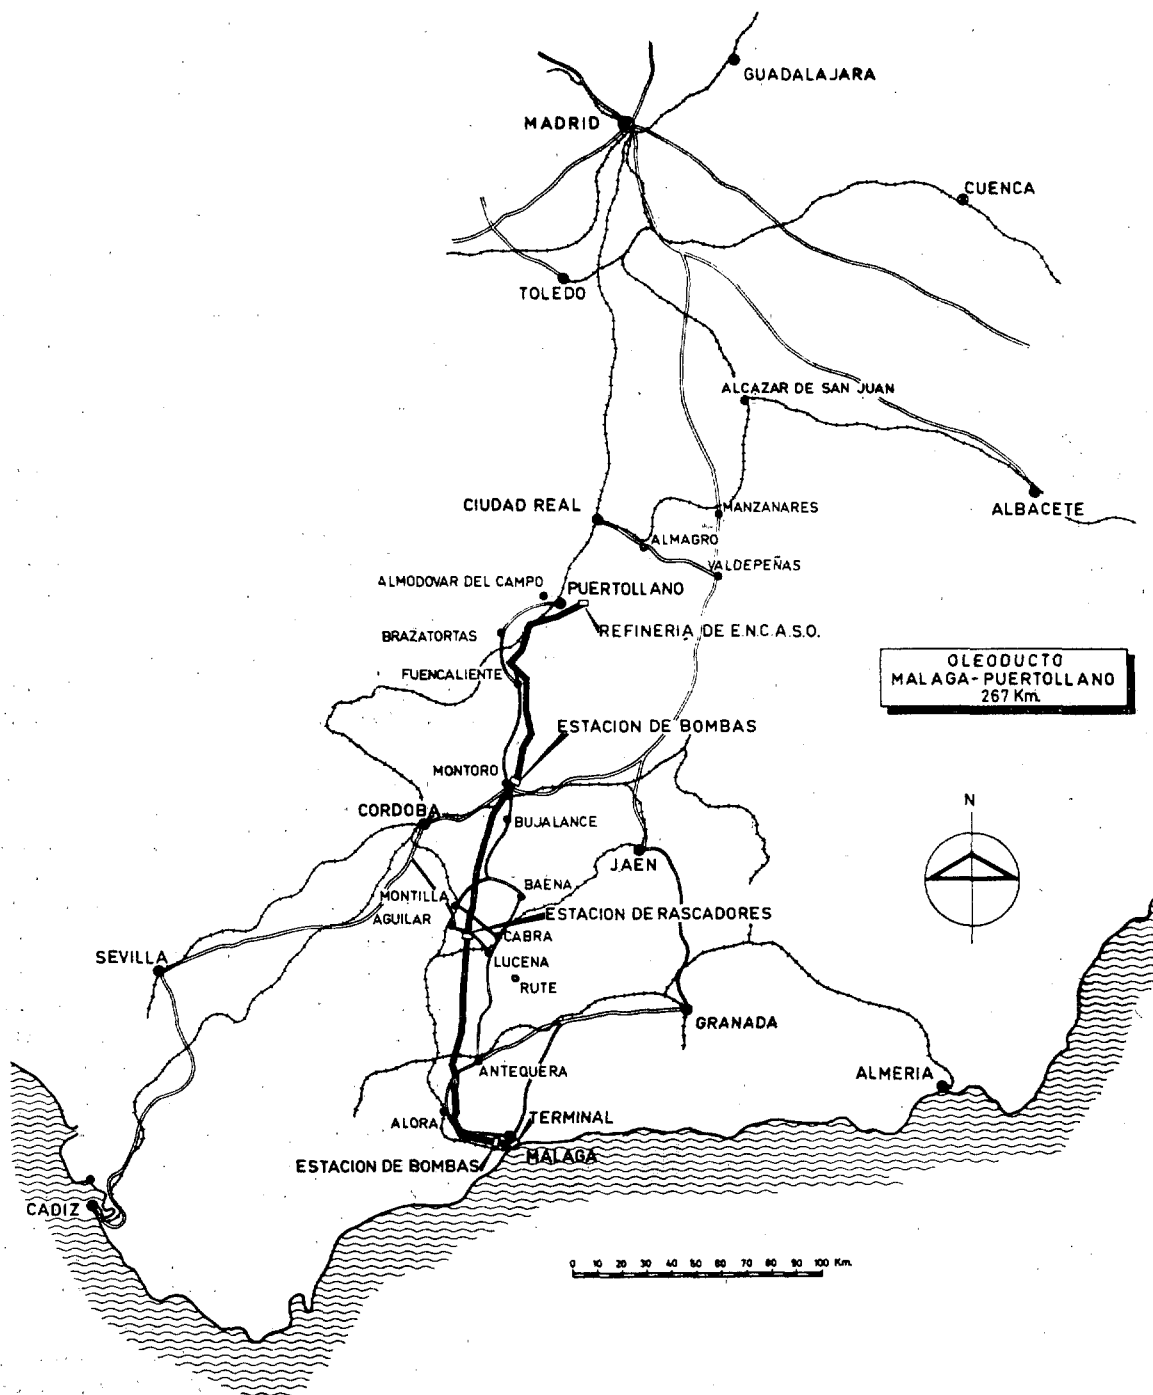 GUADALAJARA
MADRID
CUENCA
TOLEDO
ALCAZAR DE SAN JUAN
CIUDAD REAL
MANZANARES
ALBACETE
ALMAGRO
VALDEPEÑAS
ALMODOVAR DEL CAMPO
PUERTOLLANO
BRAZATORTAS
REFINERIA DE E.N.C.A.S.O.
FUENCALIENTE
OLEODUCTO
MALAGA-PUERTOLLANO
267 Km.
ESTACION DE BOMBAS
MONTORO
N
CORDOBA
BUJALANCE
JAEN
BAENA
MONTILLA
ESTACION DE RASCADORES
AGUILAR
CABRA
SEVILLA
LUCENA
RUTE
GRANADA
ANTEQUERA
ALMERIA
ALORA
TERMINAL
MALAGA
ESTACION DE BOMBAS
CADIZ
0 10 20 30 40 50 60 70 80 90 100 Km.